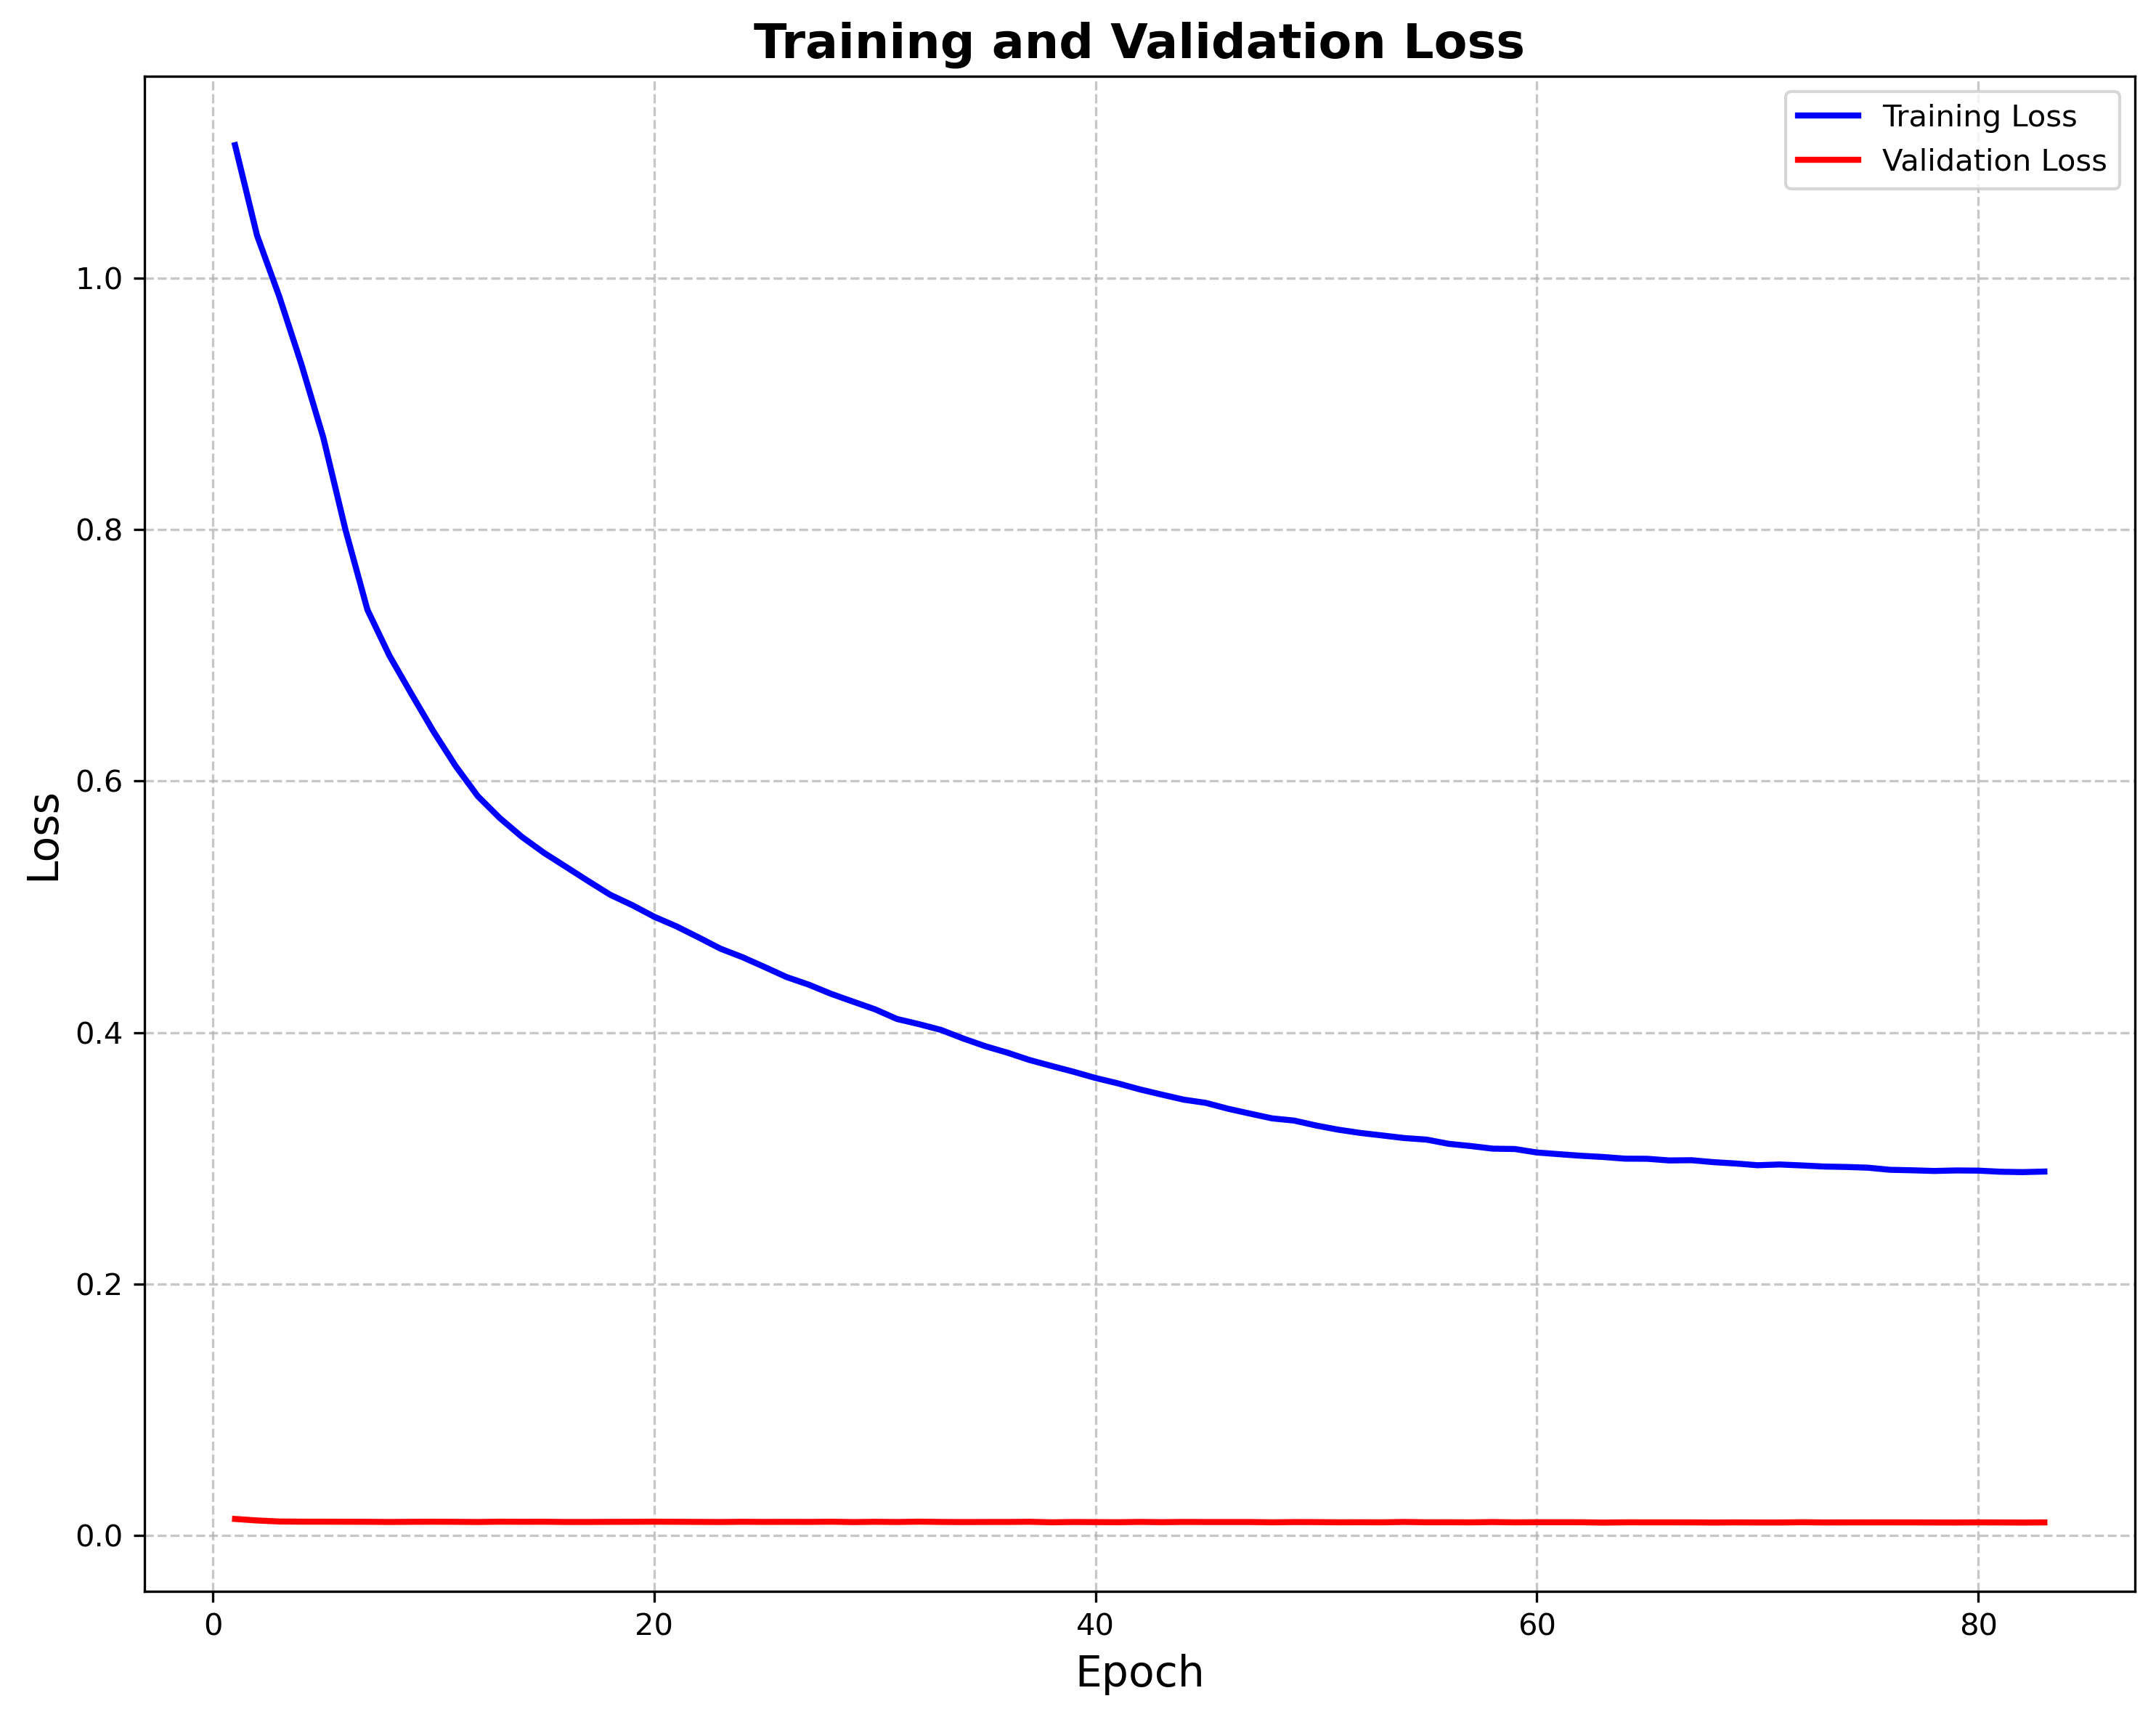 Training and Validation Loss
Training Loss
Validation Loss
1.0
0.8
0.6
0.4
0.2
0.0
Loss
0 20 40 60 80
Epoch